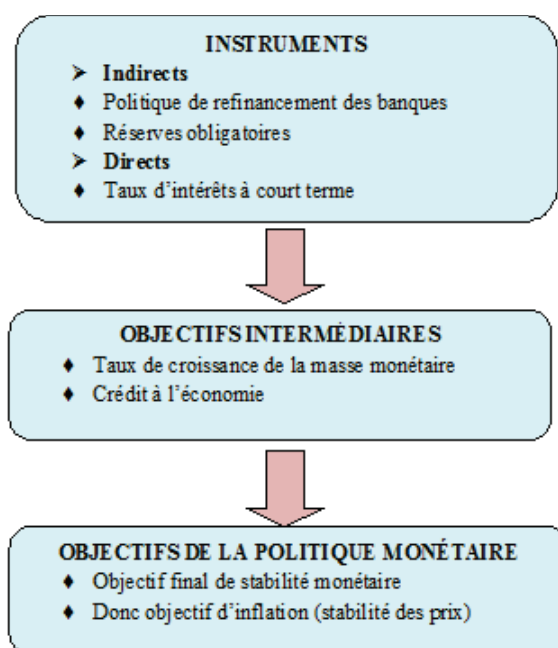 INSTRUMENTS
➢ Indirects
♦ Politique de refinancement des banques
♦ Réserves obligatoires
➢ Directs
♦ Taux d'intérêts à court terme
OBJECTIFS INTERMÉDIAIRES
♦ Taux de croissance de la masse monétaire
♦ Crédit à l'économie
OBJECTIFS DE LA POLITIQUE MONÉTAIRE
♦ Objectif final de stabilité monétaire
♦ Donc objectif d'inflation (stabilité des prix)